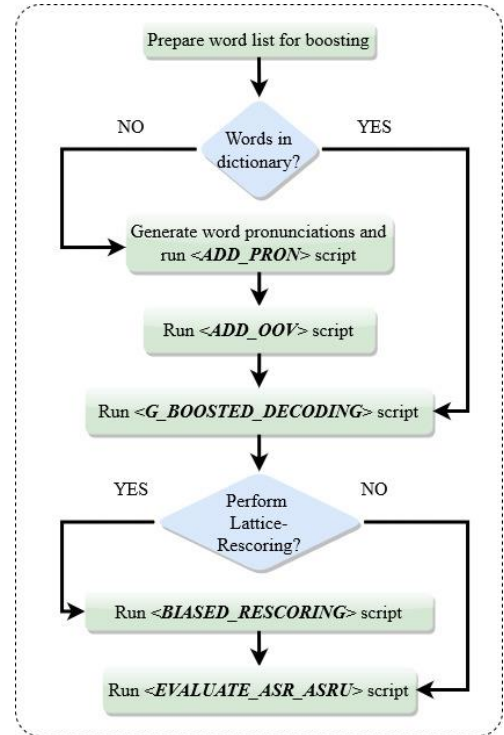 Prepare word list for boosting
NO
YES
Words in
dictionary?
Generate word pronunciations and
run <ADD_PRON> script
Run <ADD_OOV> script
Run <G_BOOSTED_DECODING> script
YES
NO
Perform
Lattice-
Rescoring?
Run <BIASED_RESCORING> script
Run <EVALUATE_ASR_ASRU> script